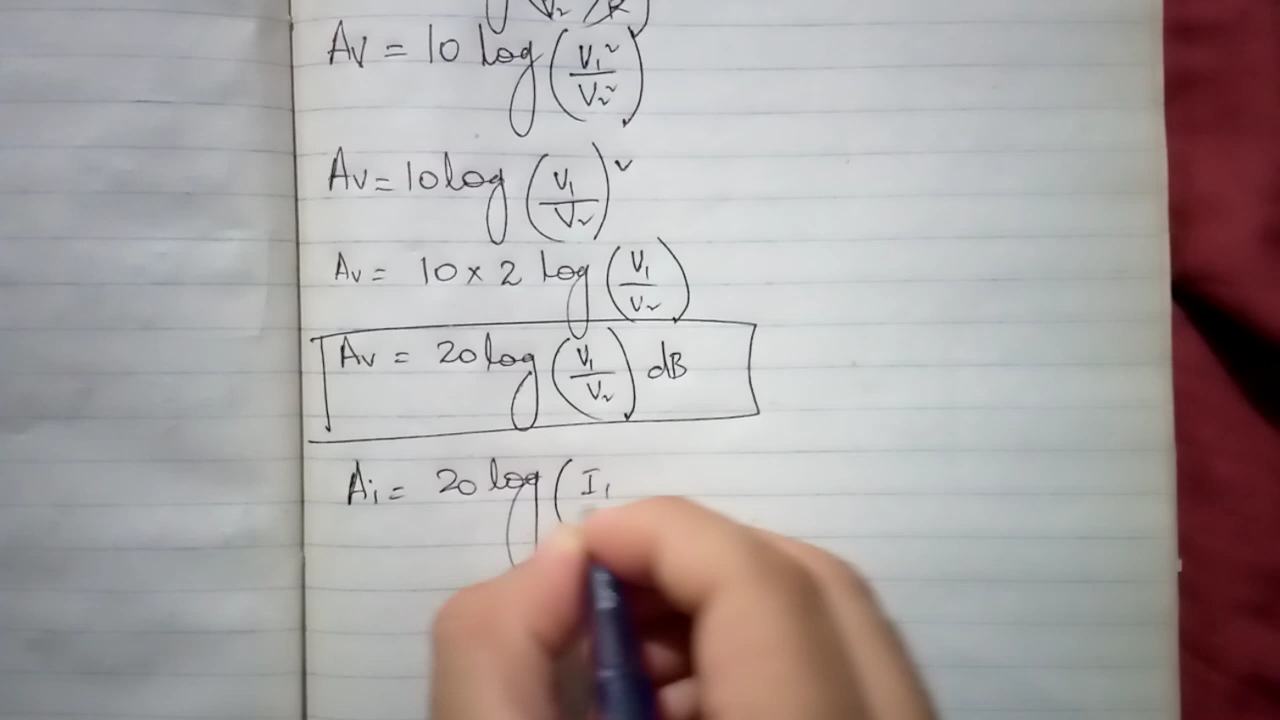 V₂²/R)
Av = 10 log (V₁²/V₂²)
Av = 10 log (V₁/V₂)²
Av = 10 × 2 log (V₁/V₂)
Av = 20 log (V₁/V₂) dB
Ai = 20 log (I₁